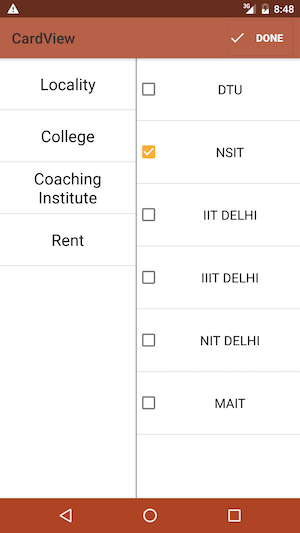 3G 8:48
CardView DONE
Locality
College
Coaching
Institute
Rent
DTU
NSIT
IIT DELHI
IIIT DELHI
NIT DELHI
MAIT